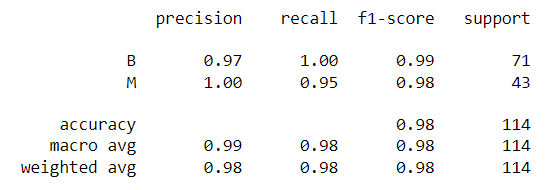 precision recall f1-score support
B 0.97 1.00 0.99 71
M 1.00 0.95 0.98 43
accuracy 0.98 114
macro avg 0.99 0.98 0.98 114
weighted avg 0.98 0.98 0.98 114